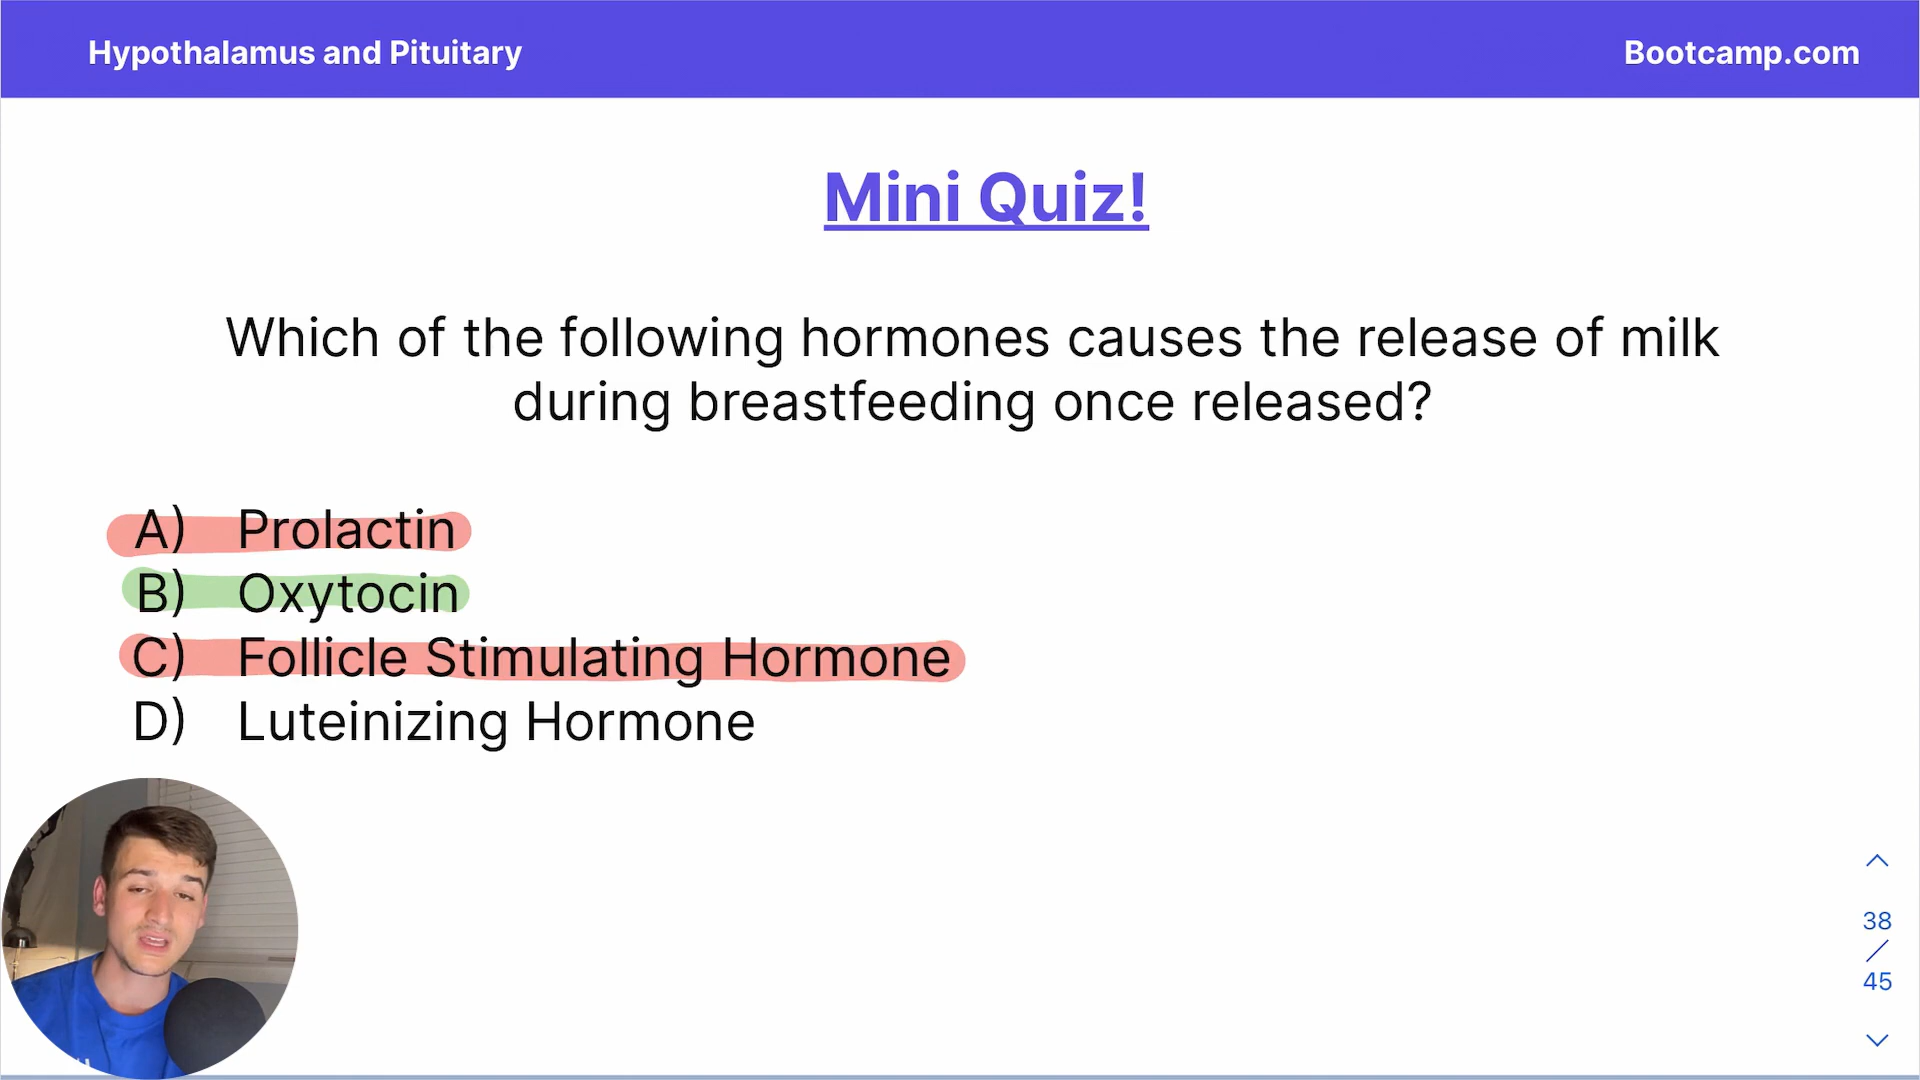 Hypothalamus and Pituitary
Bootcamp.com
Mini Quiz!
Which of the following hormones causes the release of milk
during breastfeeding once released?
A) Prolactin
B) Oxytocin
C) Follicle Stimulating Hormone
D) Luteinizing Hormone
38
/
45